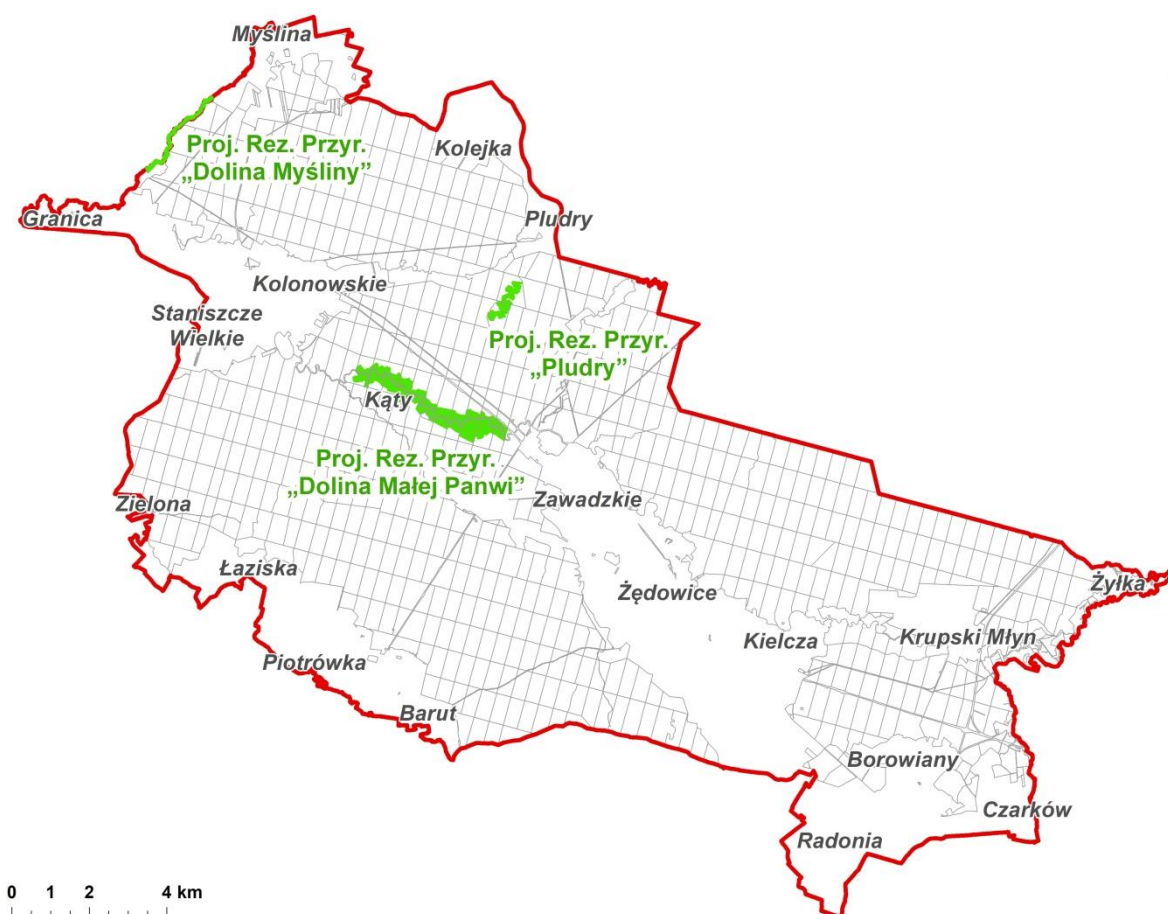 Myślina
Proj. Rez. Przyr.
„Dolina Myśliny”
Kolejka
Granica
Pludry
Kolonowskie
Staniszcze
Wielkie
Proj. Rez. Przyr.
„Pludry”
Kąty
Proj. Rez. Przyr.
„Dolina Małej Panwi”
Zawadzkie
Zielona
Łaziska
Żędowice
Żyłka
Kielcza
Krupski Młyn
Piotrówka
Barut
Borowiany
Czarków
Radonia
0 1 2 4 km